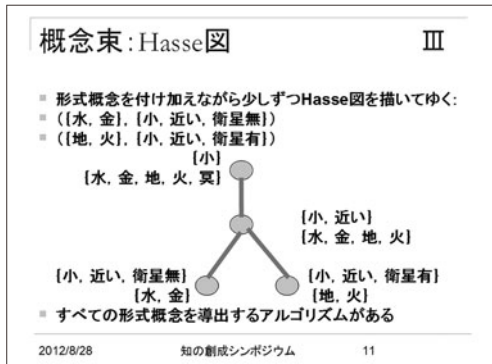 概念束：Hasse図
Ⅲ
形式概念を付け加えながら少しずつHasse図を描いてゆく：
（{水, 金}, {小, 近い, 衛星無}）
（{地, 火}, {小, 近い, 衛星有}）
{小}
{水, 金, 地, 火, 冥}
{小, 近い}
{水, 金, 地, 火}
{小, 近い, 衛星無}
{水, 金}
{小, 近い, 衛星有}
{地, 火}
すべての形式概念を導出するアルゴリズムがある
2012/8/28
知の創成シンポジウム
11